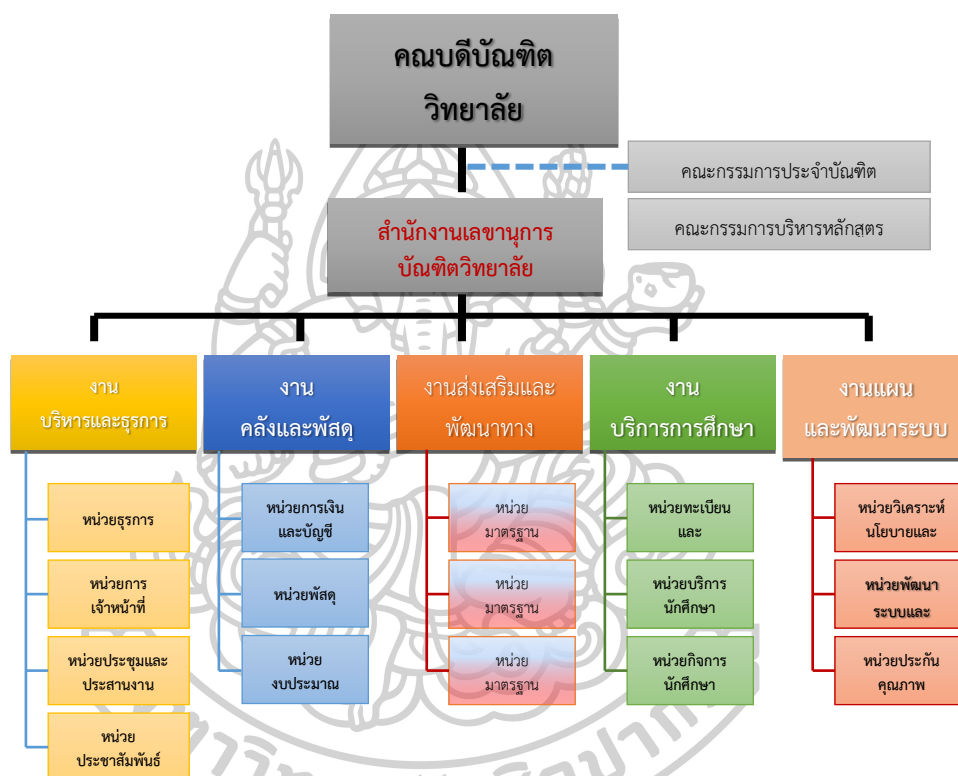 คณบดีบัณฑิต
วิทยาลัย
คณะกรรมการประจำบัณฑิต
คณะกรรมการบริหารหลักสูตร
สำนักงานเลขานุการ
บัณฑิตวิทยาลัย
งาน
บริหารและธุรการ
งาน
คลังและพัสดุ
งานส่งเสริมและ
พัฒนาทาง
งาน
บริการการศึกษา
งานแผน
และพัฒนาระบบ
หน่วยธุรการ
หน่วยการ
เจ้าหน้าที่
หน่วยประชุมและ
ประสานงาน
หน่วย
ประชาสัมพันธ์
หน่วยการเงิน
และบัญชี
หน่วยพัสดุ
หน่วย
งบประมาณ
หน่วย
มาตรฐาน
หน่วย
มาตรฐาน
หน่วย
มาตรฐาน
หน่วยทะเบียน
และ
หน่วยบริการ
นักศึกษา
หน่วยกิจการ
นักศึกษา
หน่วยวิเคราะห์
นโยบายและ
หน่วยพัฒนา
ระบบและ
หน่วยประกัน
คุณภาพ